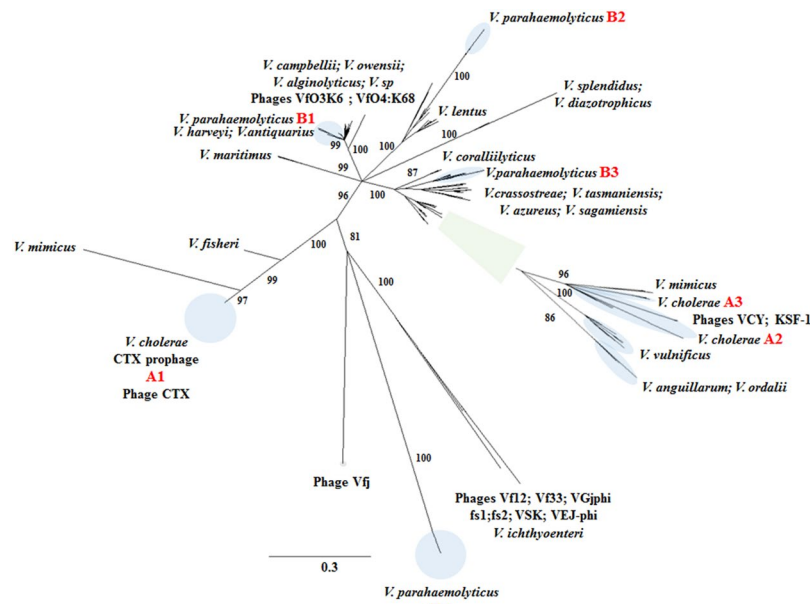 V. parahaemolyticus B2
V. campbellii; V. owensii;
V. alginolyticus; V. sp
Phages VfO3K6 ; VfO4:K68
100
V. splendidus;
V. diazotrophicus
V. parahaemolyticus B1
V. harveyi; V.antiquarius
V. lentus
99
100
100
100
V. maritimus
99
87
V. coralliilyticus
V.parahaemolyticus B3
96
100
V.crassostreae; V. tasmaniensis;
V. azureus; V. sagamiensis
V. mimicus
V. fisheri
100
81
99
97
100
96
100
86
V. mimicus
V. cholerae A3
Phages VCY; KSF-1
V. cholerae A2
V. vulnificus
V. anguillarum; V. ordalii
V. cholerae
CTX prophage
A1
Phage CTX
100
Phage Vfj
Phages Vf12; Vf33; VGjphi
fs1;fs2; VSK; VEJ-phi
V. ichthyoenteri
0.3
V. parahaemolyticus